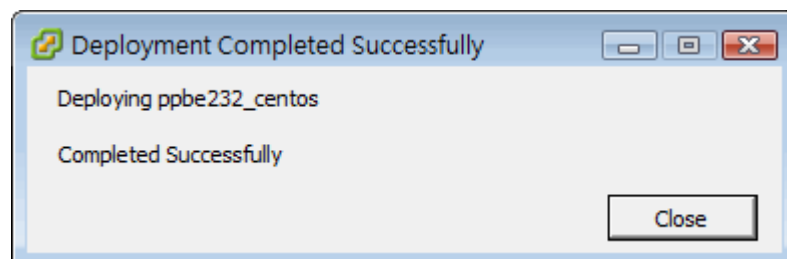 Deployment Completed Successfully
Deploying ppbe232_centos
Completed Successfully
Close